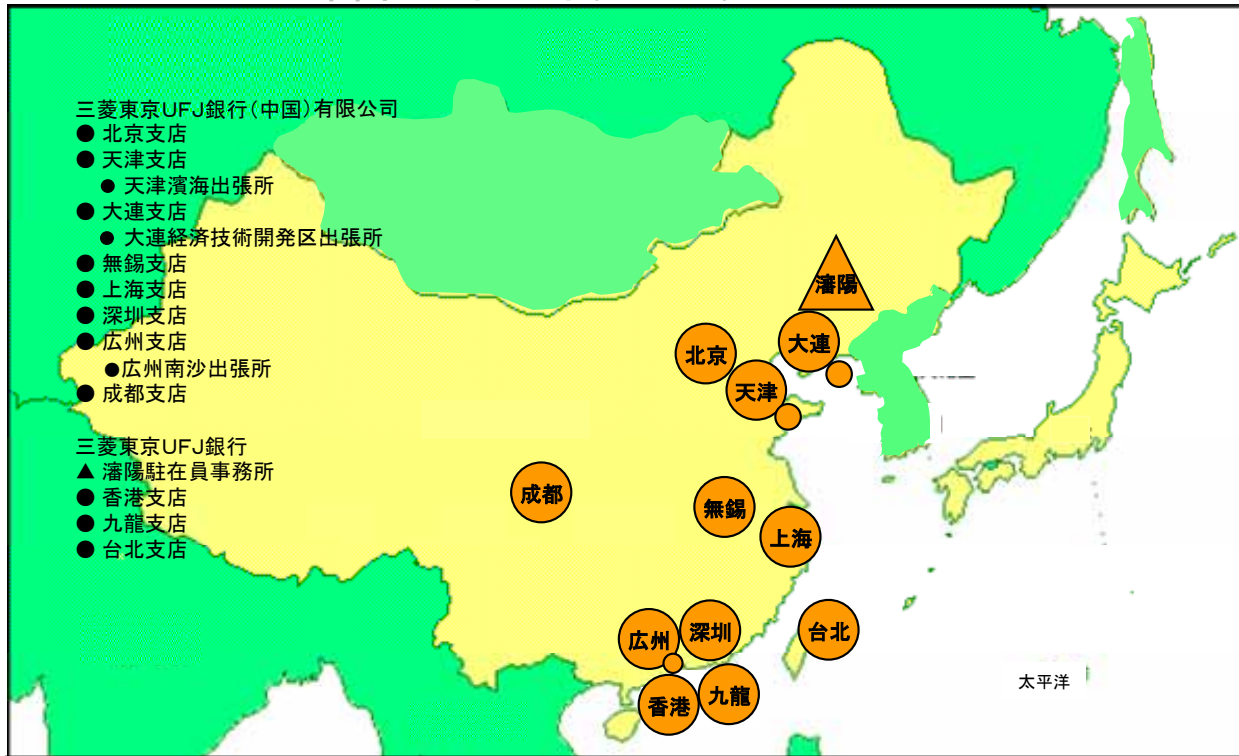 三菱東京UFJ銀行(中国)有限公司
● 北京支店
● 天津支店
● 天津濱海出張所
● 大連支店
● 大連経済技術開発区出張所
● 無錫支店
● 上海支店
● 深圳支店
● 広州支店
●広州南沙出張所
● 成都支店
三菱東京UFJ銀行
▲ 瀋陽駐在員事務所
● 香港支店
● 九龍支店
● 台北支店
瀋陽
大連
北京
天津
成都
無錫
上海
広州
深圳
台北
香港
九龍
太平洋